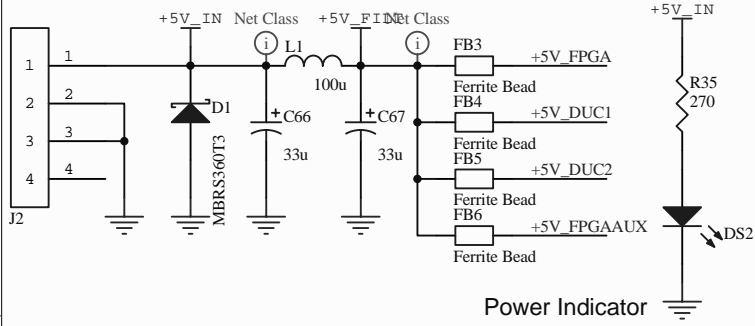 +5V_IN
Net Class
+5V_FILT
Net Class
+5V_IN
i
i
L1
100u
1
2
3
4
1
2
3
4
J2
D1
MBRS360T3
C66
33u
C67
33u
FB3
+5V_FPGA
Ferrite Bead
FB4
+5V_DUC1
Ferrite Bead
FB5
+5V_DUC2
Ferrite Bead
FB6
+5V_FPGAAUX
Ferrite Bead
R35
270
DS2
Power Indicator